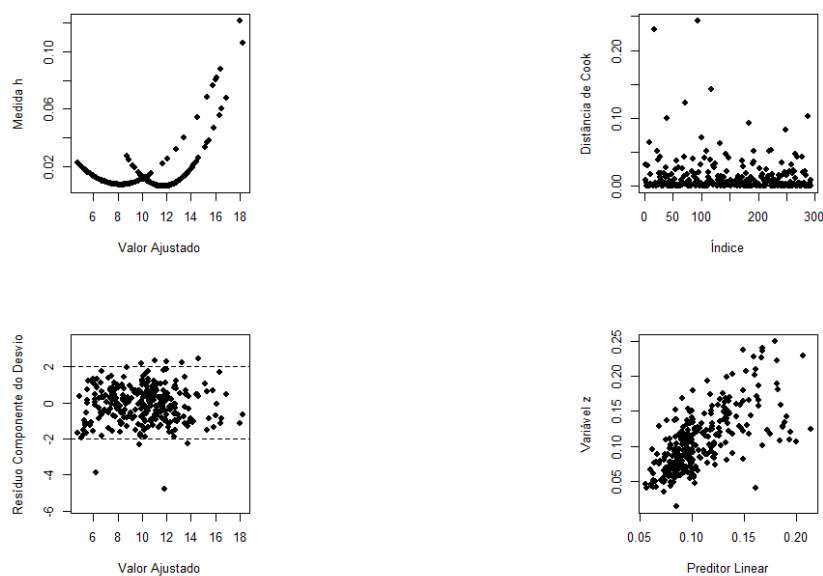 Medida h
0.02 0.06 0.10
6 8 10 12 14 16 18
Valor Ajustado
Distância de Cook
0.00 0.10 0.20
0 50 100 200 300
Índice
Resíduo Componente do Desvio
-6 -4 -2 0 2
6 8 10 12 14 16 18
Valor Ajustado
Variável z
0.05 0.10 0.15 0.20 0.25
0.05 0.10 0.15 0.20
Preditor Linear